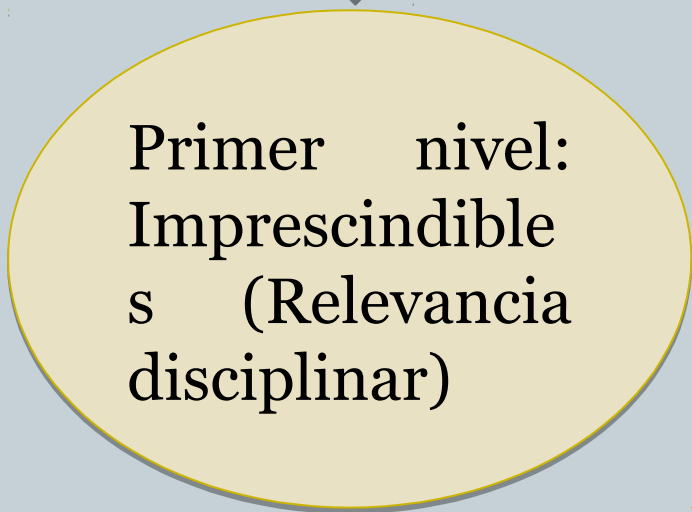 Primer nivel:
Imprescindible
s (Relevancia
disciplinar)